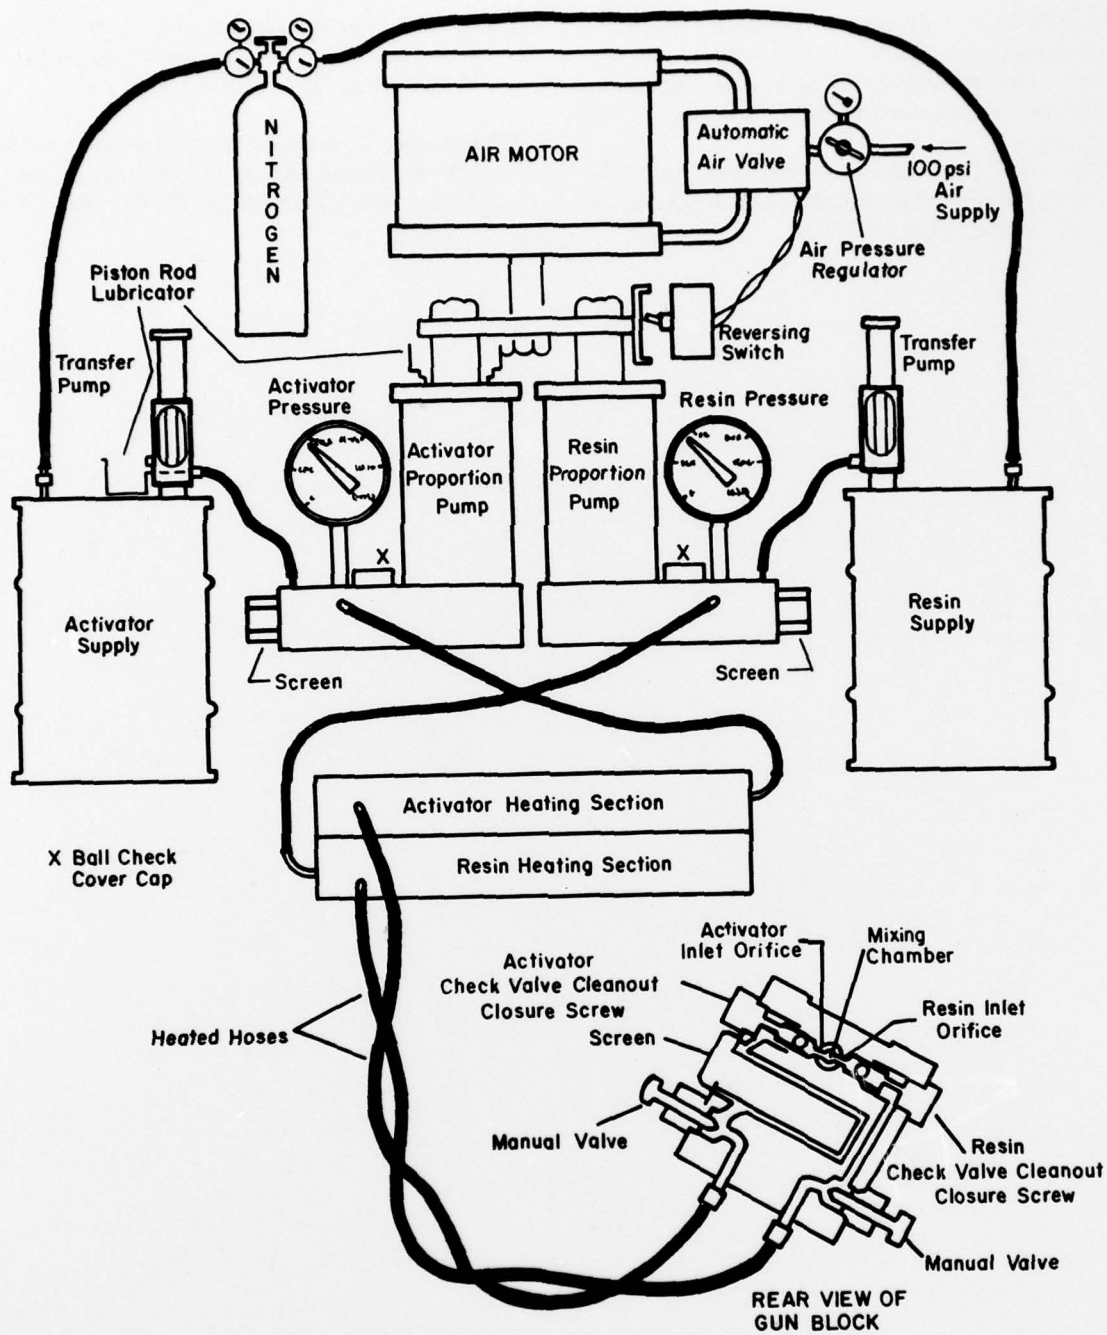 NITROGEN
AIR MOTOR
Automatic
Air Valve
100 psi
Air
Supply
Air Pressure
Regulator
Piston Rod
Lubricator
Transfer
Pump
Activator
Pressure
Reversing
Switch
Resin Pressure
Transfer
Pump
Activator
Proportion
Pump
Resin
Proportion
Pump
X
X
Activator
Supply
Screen
Screen
Resin
Supply
Activator Heating Section
Resin Heating Section
X Ball Check
Cover Cap
Heated Hoses
Activator
Check Valve Cleanout
Closure Screw
Screen
Activator
Inlet Orifice
Mixing
Chamber
Resin Inlet
Orifice
Manual Valve
Resin
Check Valve Cleanout
Closure Screw
Manual Valve
REAR VIEW OF
GUN BLOCK